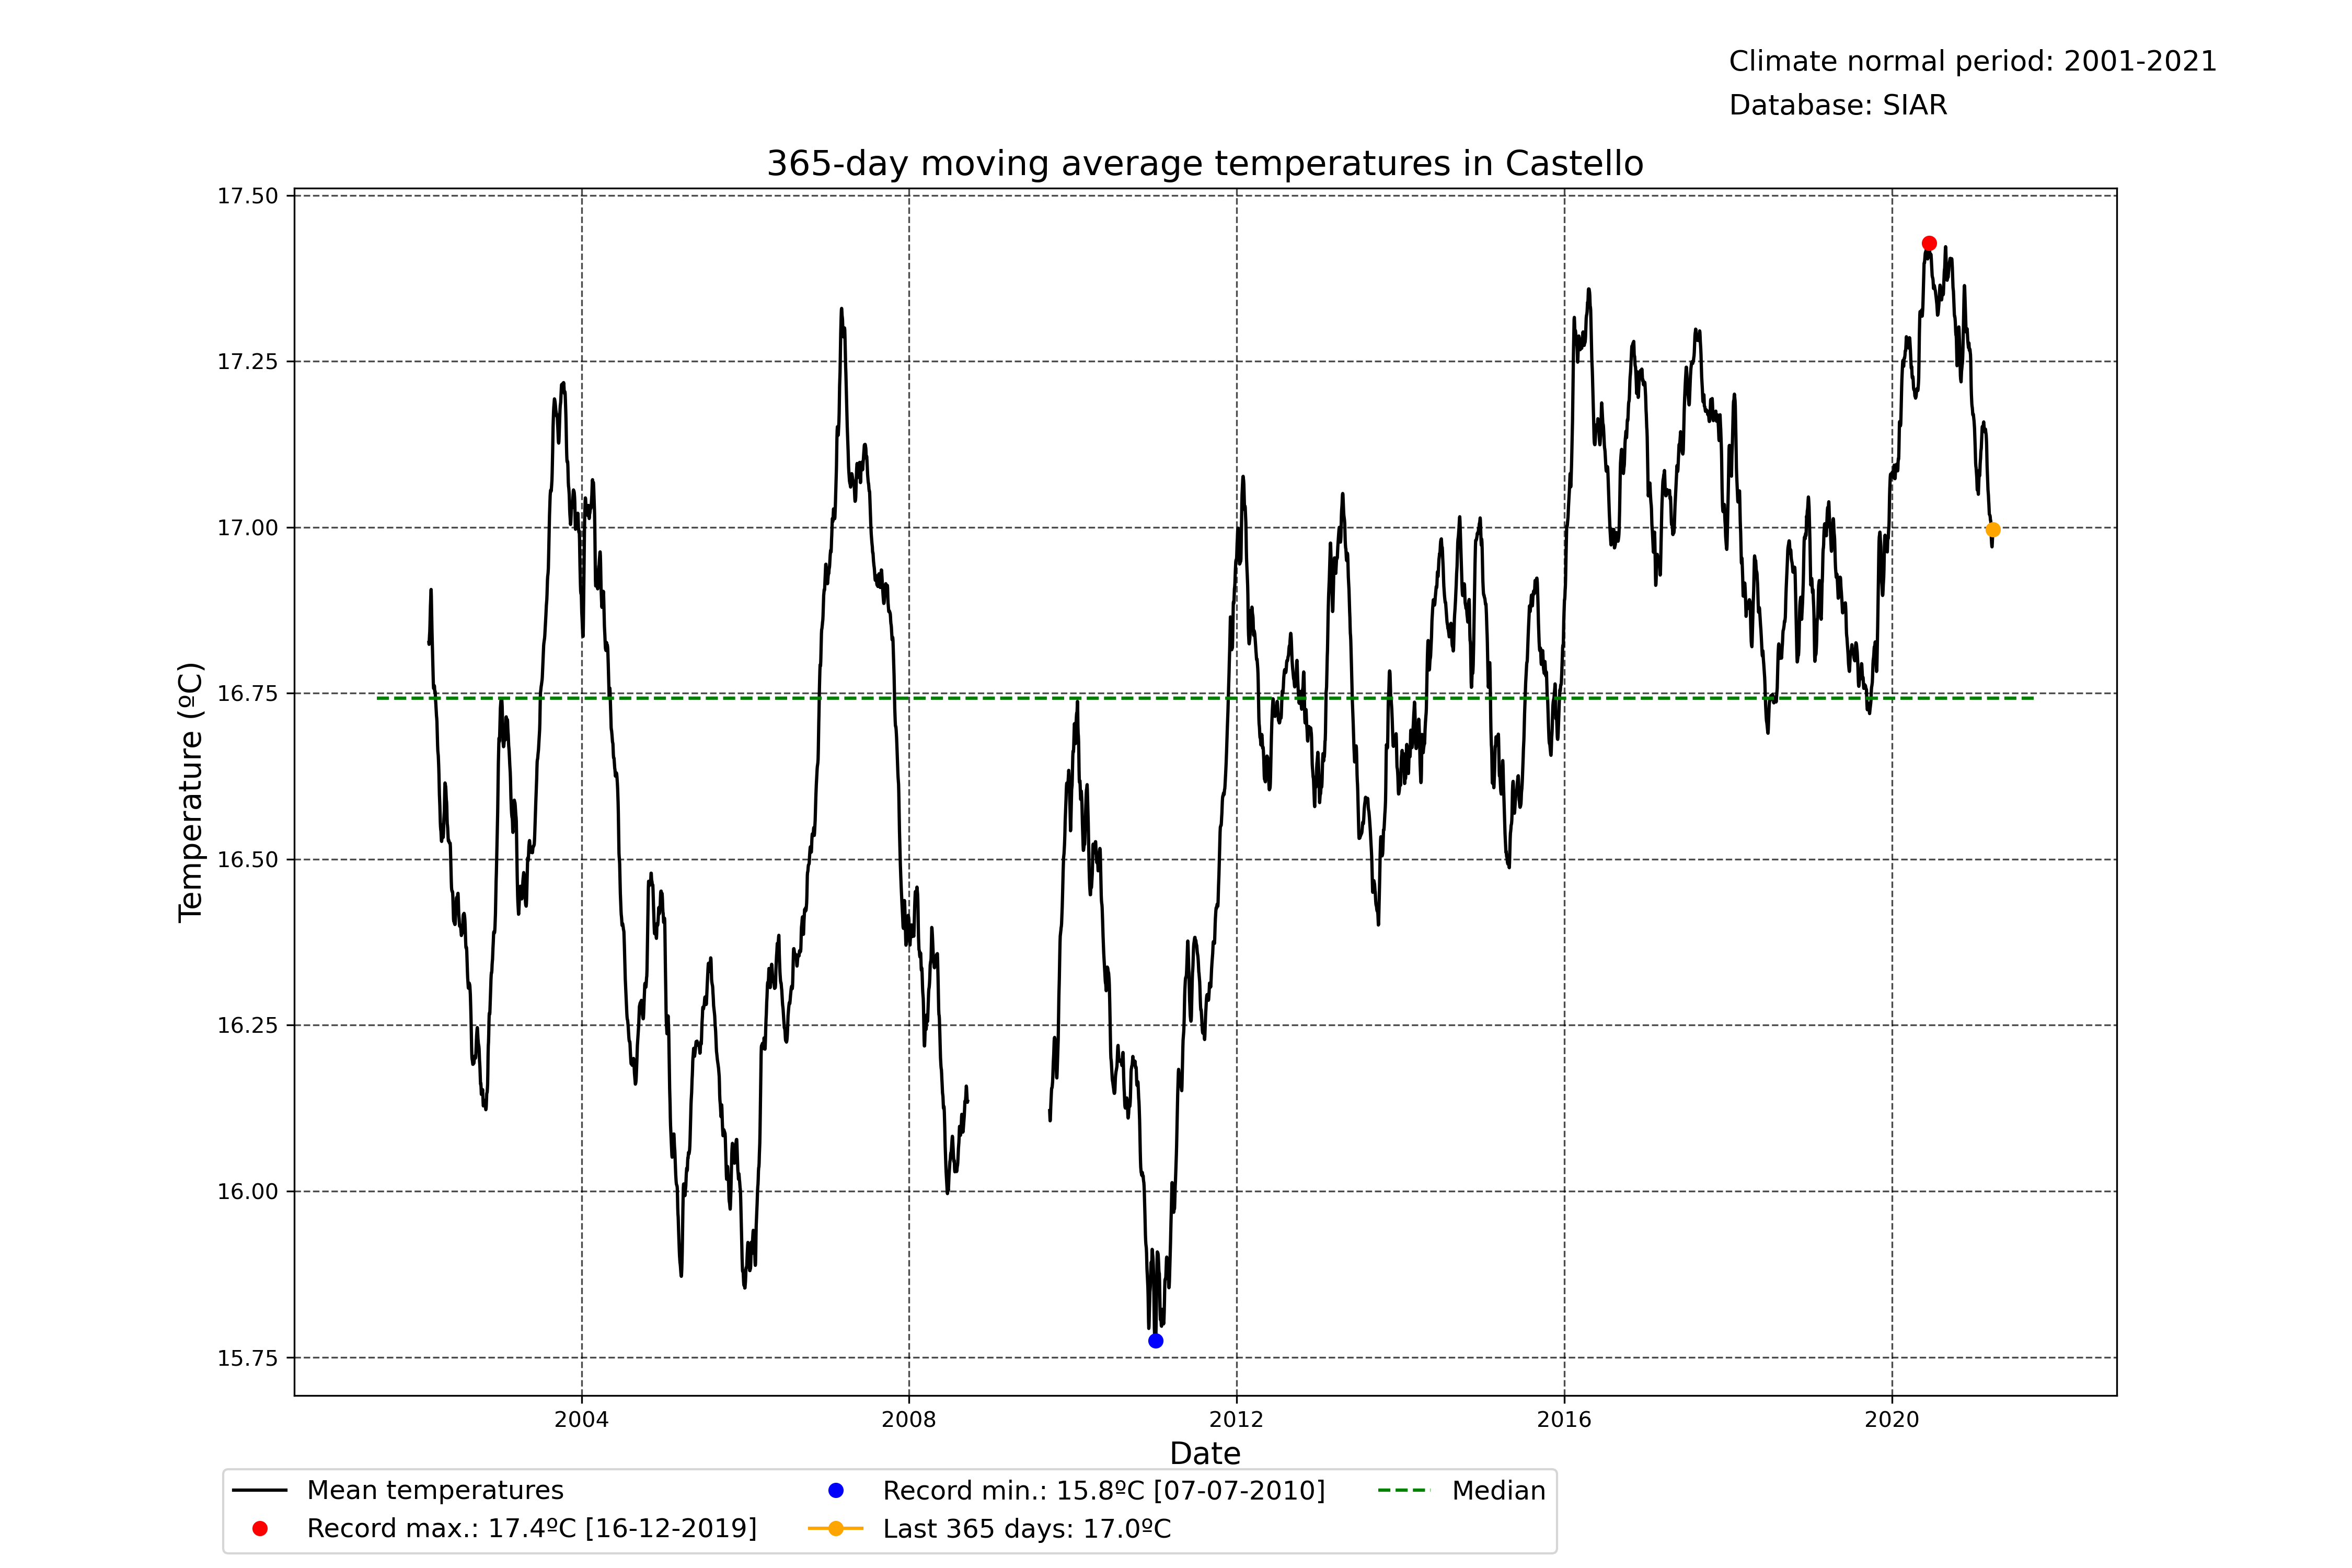 Climate normal period: 2001-2021
Database: SIAR
365-day moving average temperatures in Castello
17.50
17.25
17.00
16.75
16.50
16.25
16.00
15.75
Temperature (ºC)
2004
2008
2012
2016
2020
Date
Mean temperatures
Record max.: 17.4ºC [16-12-2019]
Record min.: 15.8ºC [07-07-2010]
Last 365 days: 17.0ºC
Median